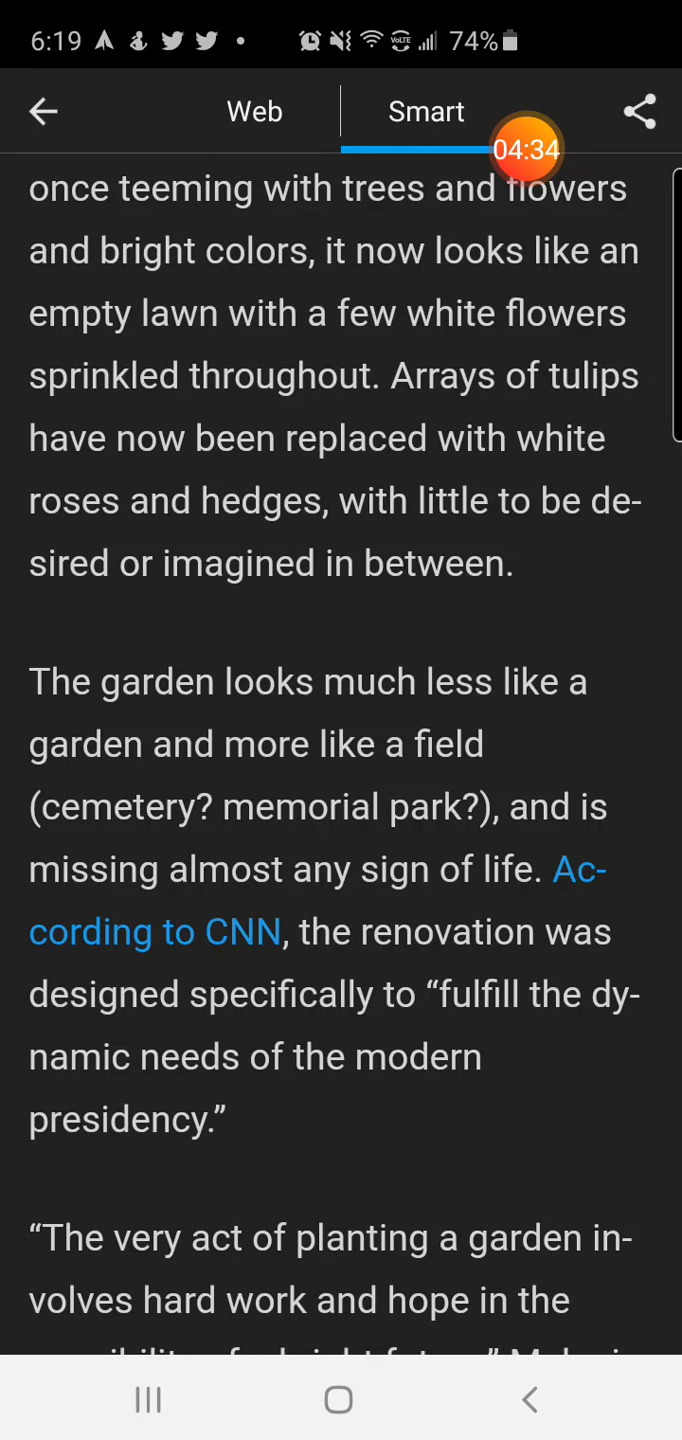 6:19 VoLTE 74%
Web Smart
04:34
once teeming with trees and flowers
and bright colors, it now looks like an
empty lawn with a few white flowers
sprinkled throughout. Arrays of tulips
have now been replaced with white
roses and hedges, with little to be de-
sired or imagined in between.
The garden looks much less like a
garden and more like a field
(cemetery? memorial park?), and is
missing almost any sign of life. Ac-
cording to CNN, the renovation was
designed specifically to “fulfill the dy-
namic needs of the modern
presidency.”
“The very act of planting a garden in-
volves hard work and hope in the